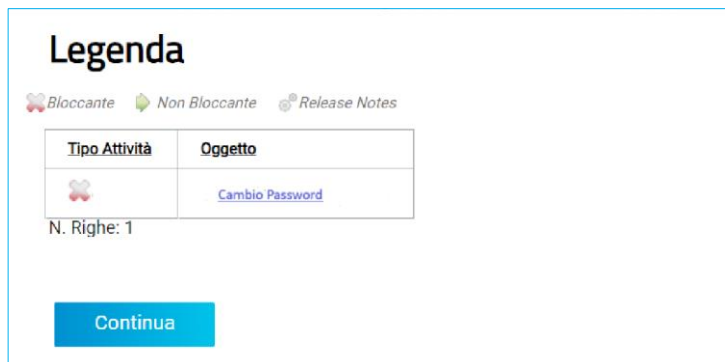 Legenda
Bloccante Non Bloccante Release Notes
Tipo Attività Oggetto
Cambio Password
N. Righe: 1
Continua